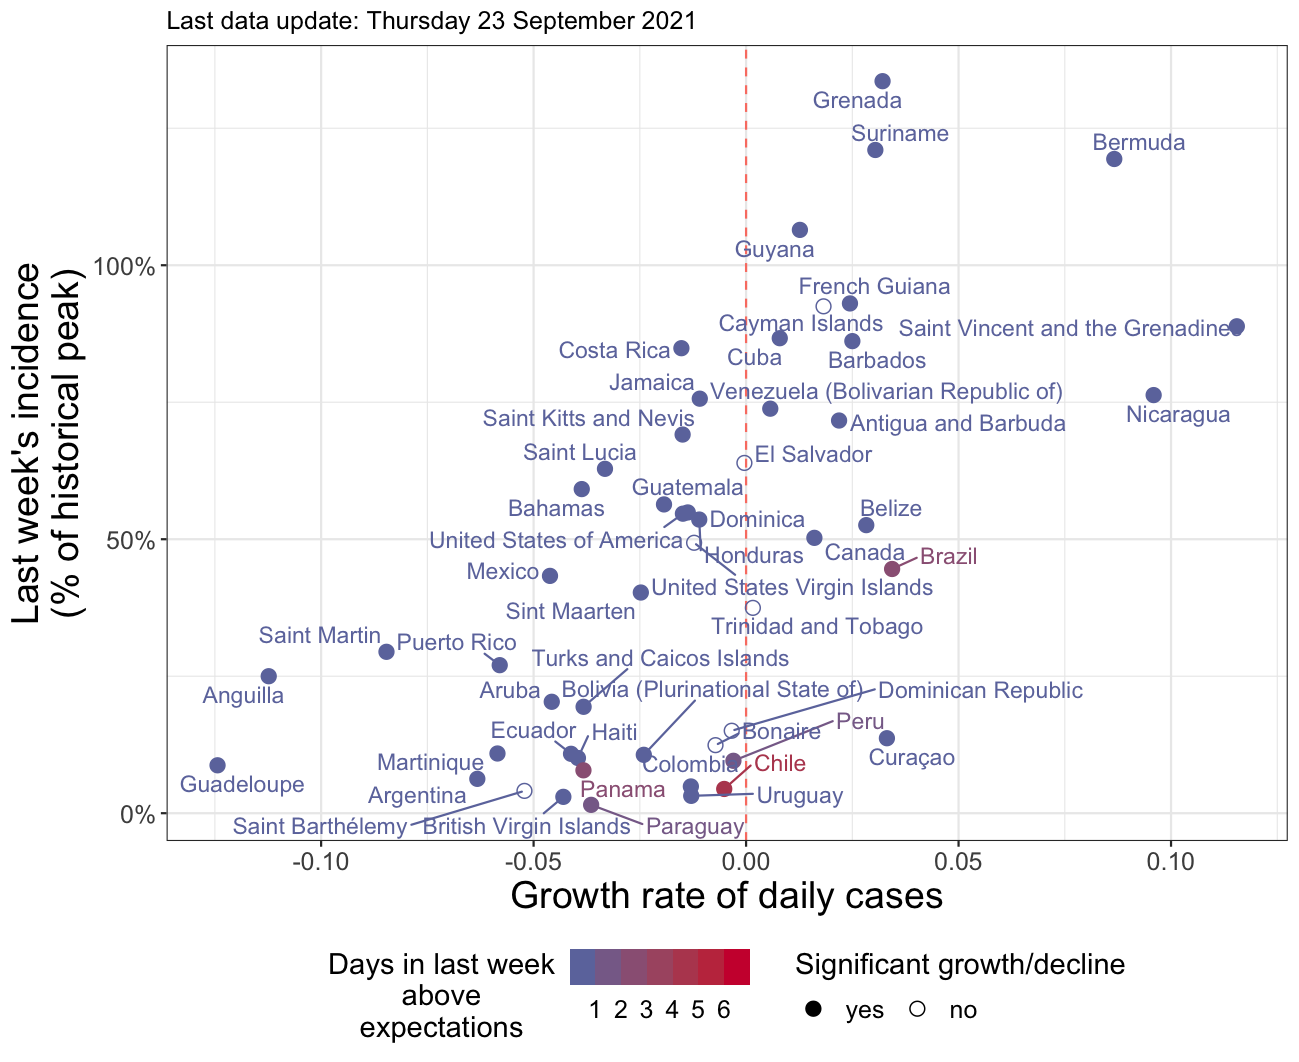 Last data update: Thursday 23 September 2021
Grenada
Suriname
Bermuda
Guyana
100%
French Guiana
Cayman Islands
Saint Vincent and the Grenadines
Costa Rica
Cuba
Barbados
Jamaica
Venezuela (Bolivarian Republic of)
Nicaragua
Saint Kitts and Nevis
Antigua and Barbuda
Saint Lucia
El Salvador
Guatemala
Bahamas
Dominica
Belize
50%
United States of America
Honduras
Canada
Brazil
Mexico
United States Virgin Islands
Sint Maarten
Trinidad and Tobago
Saint Martin
Puerto Rico
Turks and Caicos Islands
Anguilla
Aruba
Bolivia (Plurinational State of)
Dominican Republic
Ecuador
Haiti
Bonaire
Peru
Martinique
Colombia
Chile
Curaçao
Guadeloupe
Argentina
Panama
Uruguay
0%
Saint Barthélemy
British Virgin Islands
Paraguay
-0.10
-0.05
0.00
0.05
0.10
Growth rate of daily cases
Last week's incidence
(% of historical peak)
Days in last week
above
expectations
1 2 3 4 5 6
Significant growth/decline
yes
no